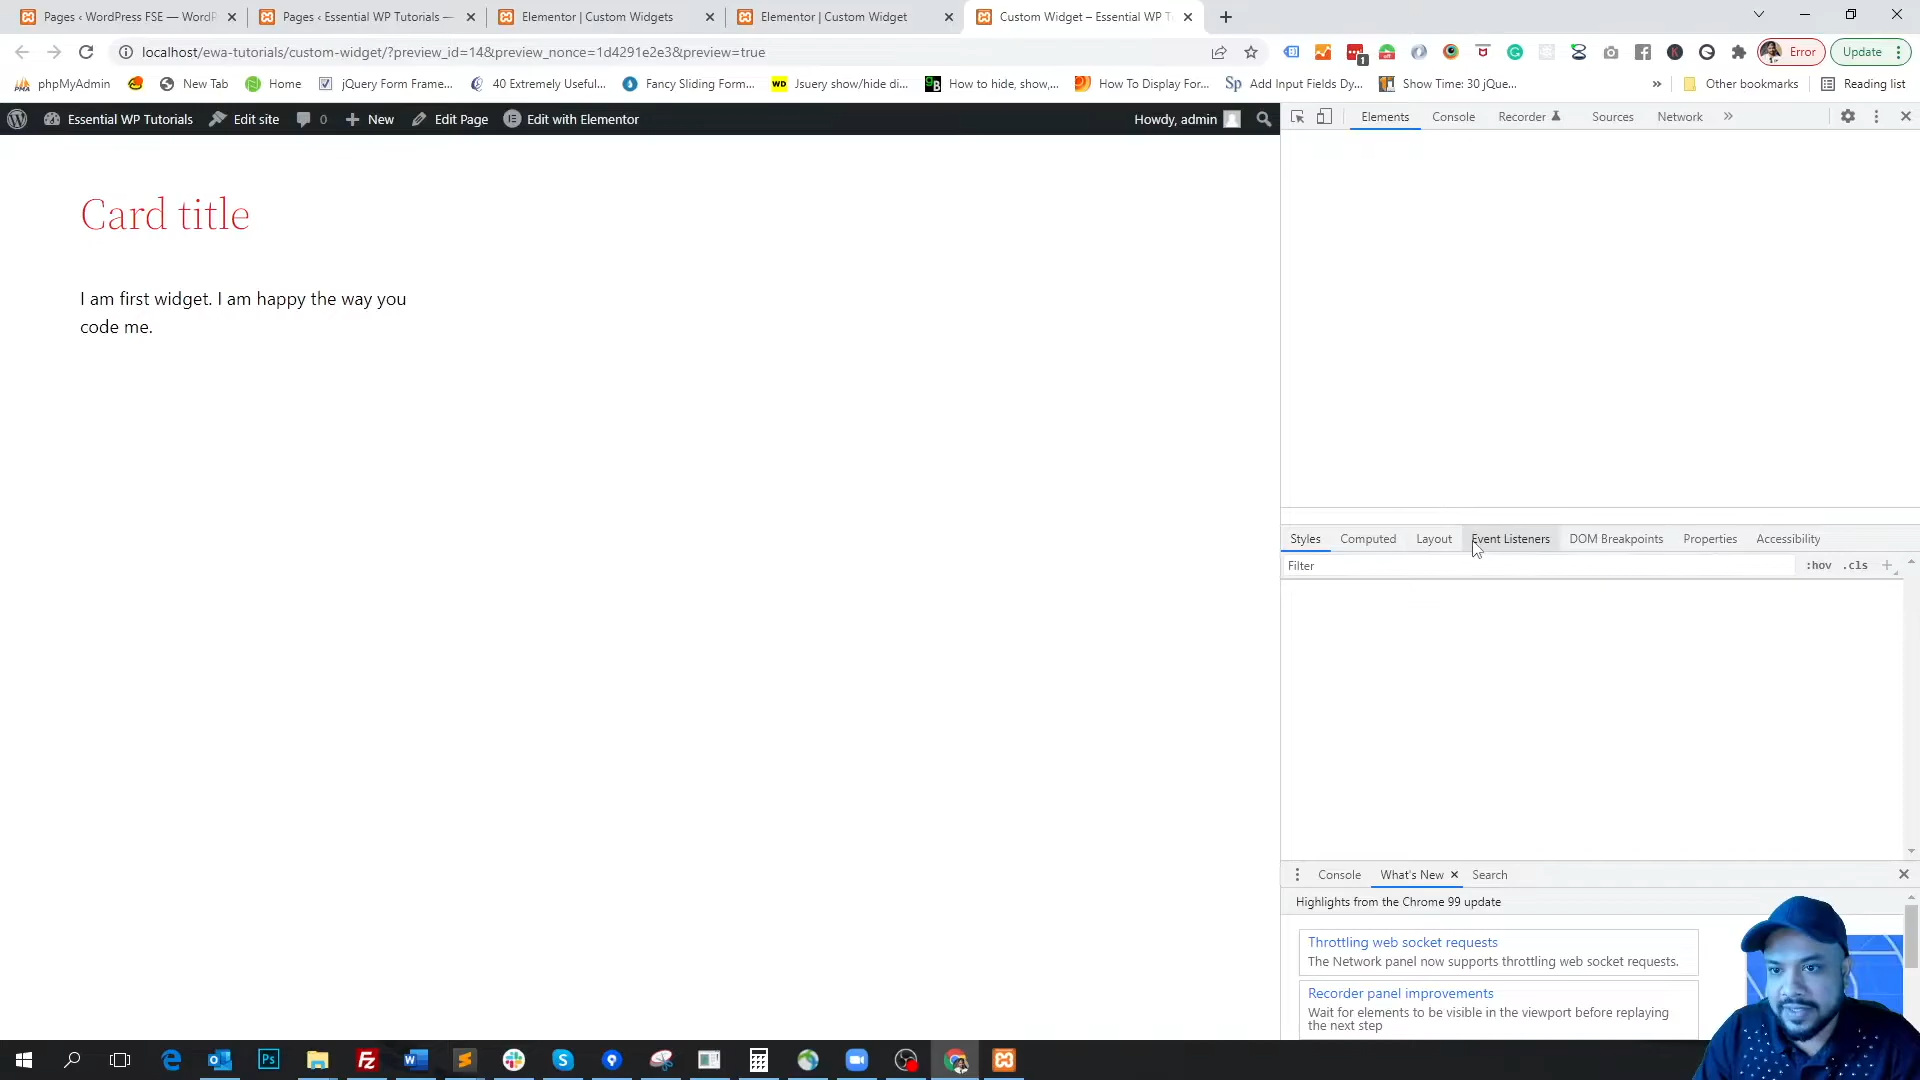 Pages ‹ WordPress FSE — WordP
Pages ‹ Essential WP Tutorials —
Elementor | Custom Widgets
Elementor | Custom Widget
Custom Widget – Essential WP T
localhost/ewa-tutorials/custom-widget/?preview_id=14&preview_nonce=1d4291e2e3&preview=true
1
Error
Update
phpMyAdmin
New Tab
Home
jQuery Form Frame...
40 Extremely Useful...
Fancy Sliding Form...
WD
Jsuery show/hide di...
How to hide, show,...
How To Display For...
Sp
Add Input Fields Dy...
Show Time: 30 jQue...
»
Other bookmarks
Reading list
Essential WP Tutorials
Edit site
0
New
Edit Page
Edit with Elementor
Howdy, admin
Elements
Console
Recorder
Sources
Network
»
Card title
I am first widget. I am happy the way you
code me.
Styles
Computed
Layout
Event Listeners
DOM Breakpoints
Properties
Accessibility
Filter
:hov
.cls
Console
What's New
Search
Highlights from the Chrome 99 update
Throttling web socket requests
The Network panel now supports throttling web socket requests.
Recorder panel improvements
Wait for elements to be visible in the viewport before replaying
the next step
Ps
Fz